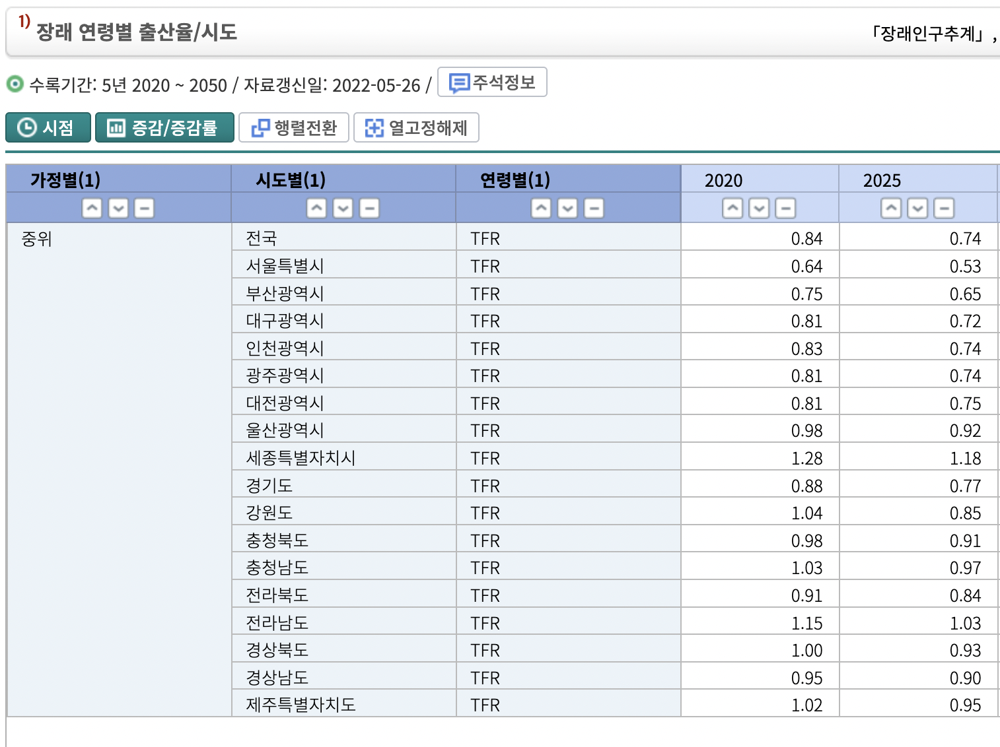 1) 장래 연령별 출산율/시도
「장래인구추계」,
수록기간: 5년 2020 ~ 2050 / 자료갱신일: 2022-05-26 / 주석정보
시점 증감/증감률 행렬전환 열고정해제
가정별(1) 시도별(1) 연령별(1) 2020 2025
중위 전국 TFR 0.84 0.74
서울특별시 TFR 0.64 0.53
부산광역시 TFR 0.75 0.65
대구광역시 TFR 0.81 0.72
인천광역시 TFR 0.83 0.74
광주광역시 TFR 0.81 0.74
대전광역시 TFR 0.81 0.75
울산광역시 TFR 0.98 0.92
세종특별자치시 TFR 1.28 1.18
경기도 TFR 0.88 0.77
강원도 TFR 1.04 0.85
충청북도 TFR 0.98 0.91
충청남도 TFR 1.03 0.97
전라북도 TFR 0.91 0.84
전라남도 TFR 1.15 1.03
경상북도 TFR 1.00 0.93
경상남도 TFR 0.95 0.90
제주특별자치도 TFR 1.02 0.95